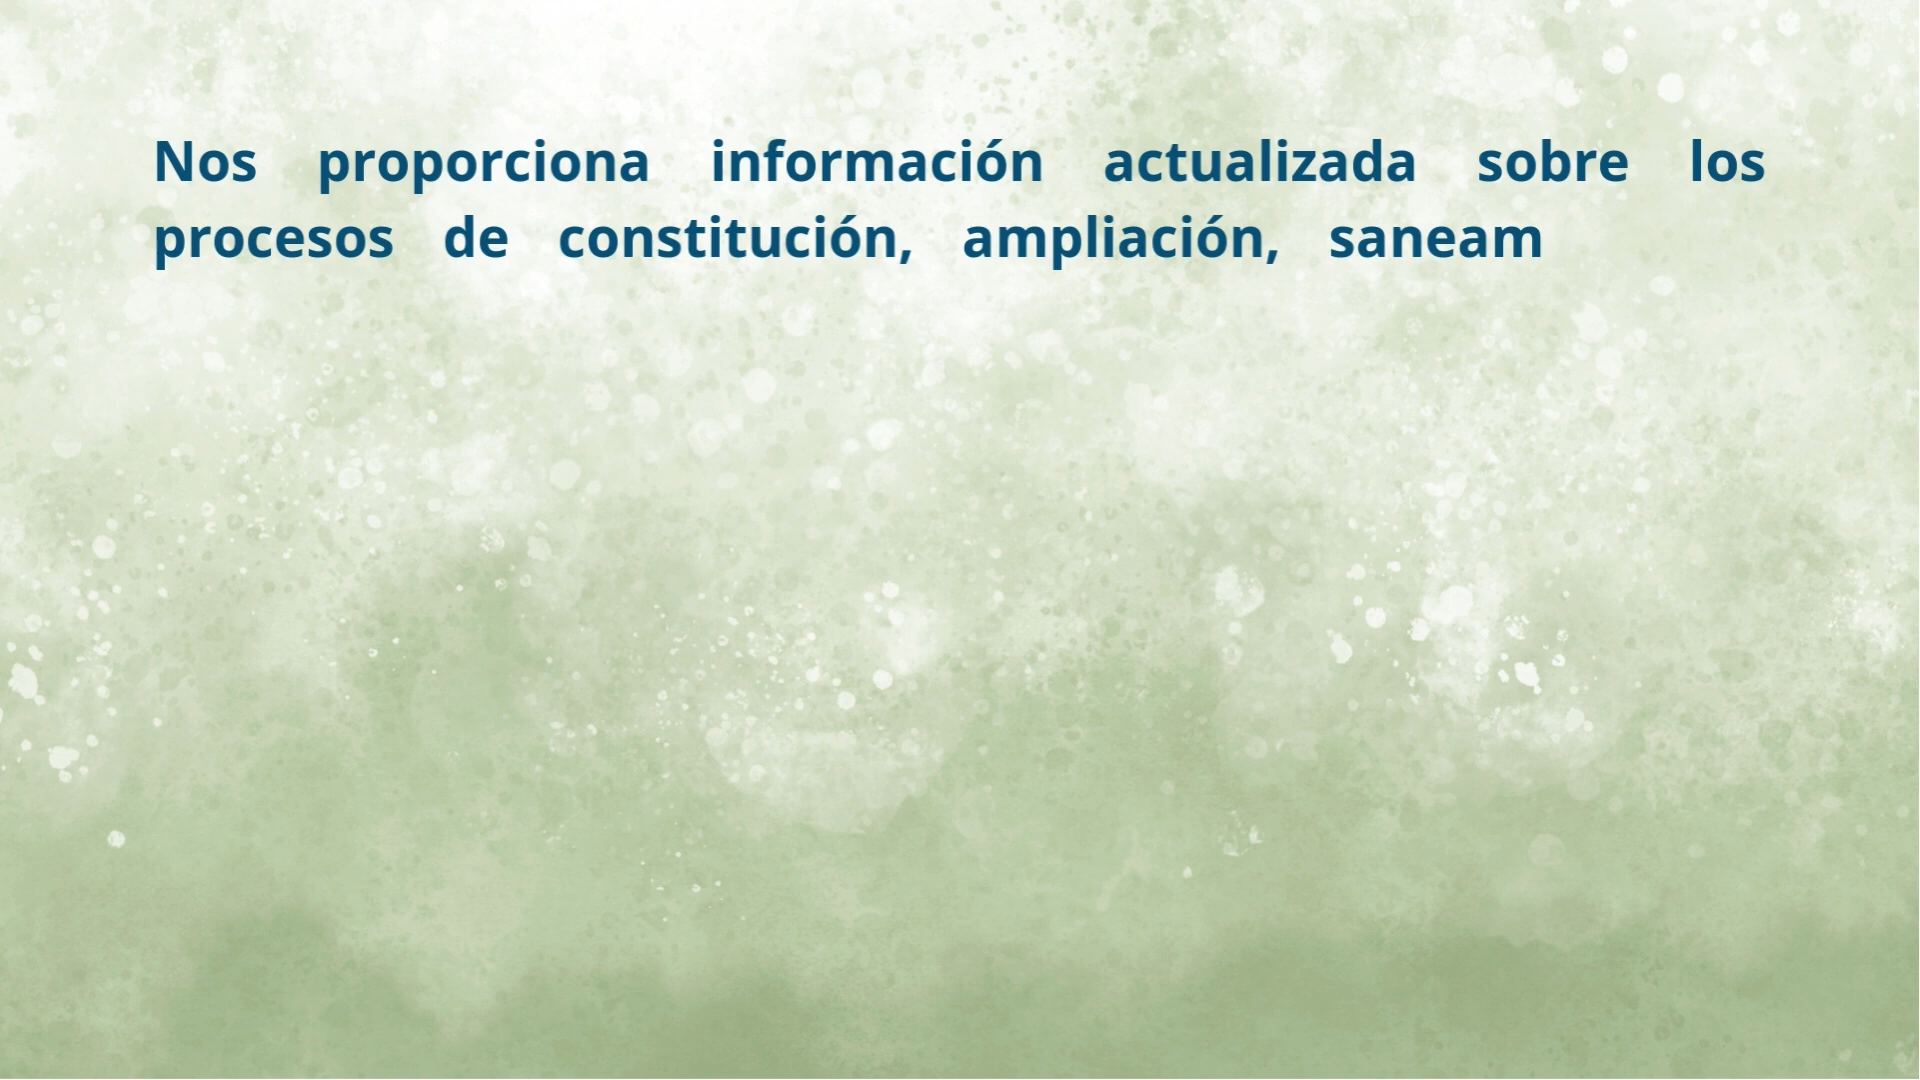 Nos proporciona información actualizada sobre los
procesos de constitución, ampliación, saneam